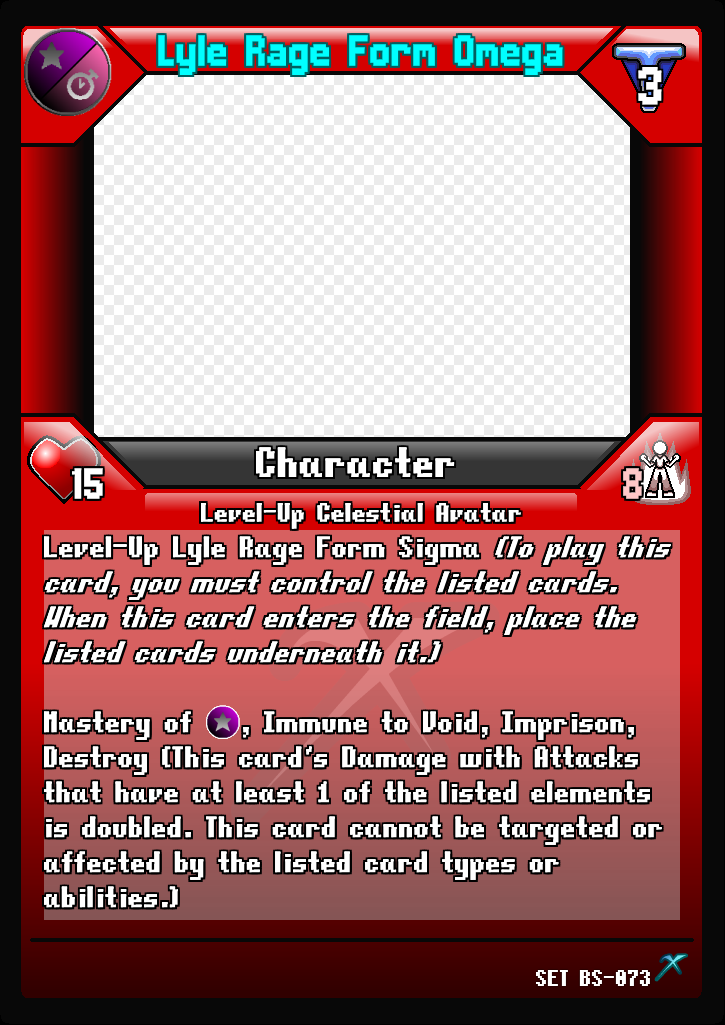 Lyle Rage Form Omega
3
Character
15
8
Level-Up Celestial Avatar
Level-Up Lyle Rage Form Sigma (To play this
card, you must control the listed cards.
When this card enters the field, place the
listed cards underneath it.)
Mastery of , Immune to Void, Imprison,
Destroy (This card's Damage with Attacks
that have at least 1 of the listed elements
is doubled. This card cannot be targeted or
affected by the listed card types or
abilities.)
SET BS-073